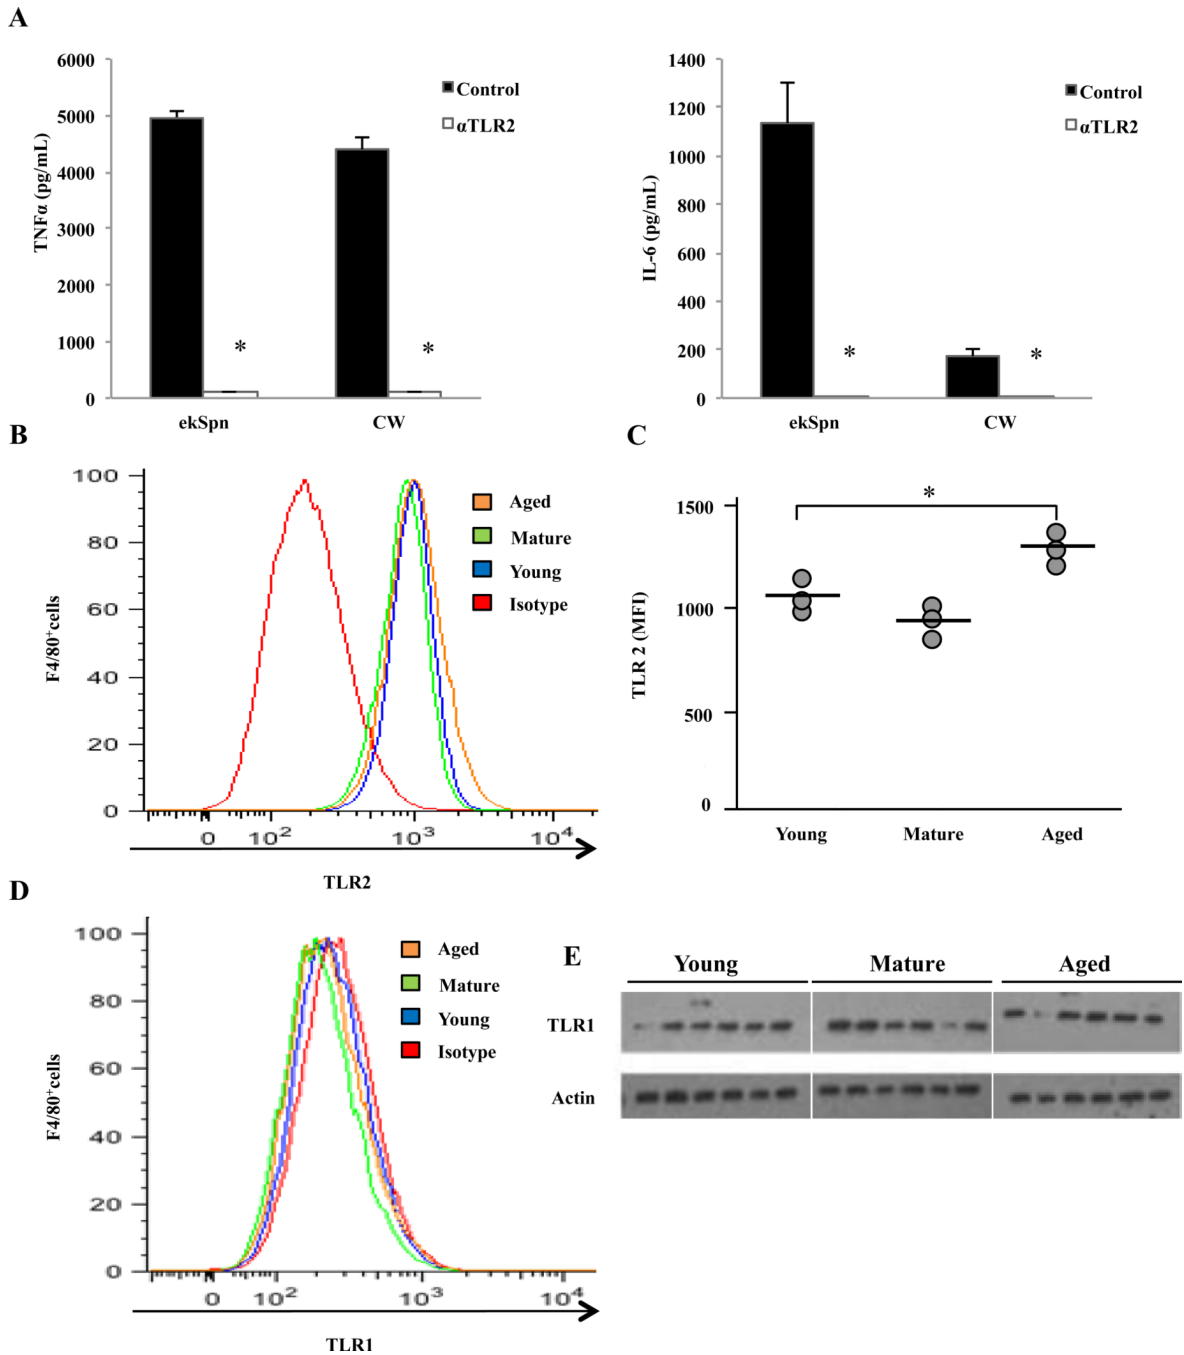 A
TNFα (pg/mL)
6000
5000
4000
3000
2000
1000
0
Control
αTLR2
*
*
ekSpn
CW
IL-6 (pg/mL)
1400
1200
1000
800
600
400
200
0
Control
αTLR2
*
*
ekSpn
CW
B
F4/80⁺cells
100
80
60
40
20
0
Aged
Mature
Young
Isotype
0
10²
10³
10⁴
TLR2
C
TLR 2 (MFI)
1500
1000
500
0
*
Young
Mature
Aged
D
F4/80⁺cells
100
80
60
40
20
0
Aged
Mature
Young
Isotype
0
10²
10³
10⁴
TLR1
E
Young
Mature
Aged
TLR1
Actin